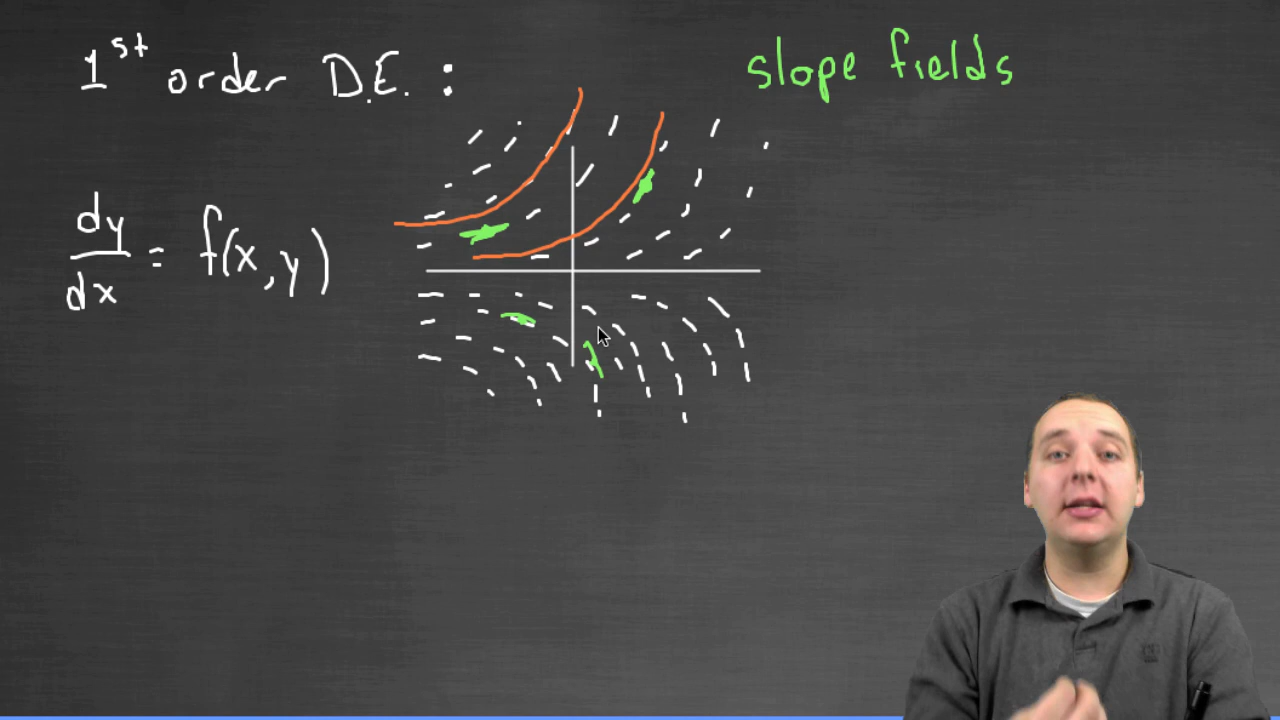 1st order D.E. :
slope fields
dy/dx = f(x, y)